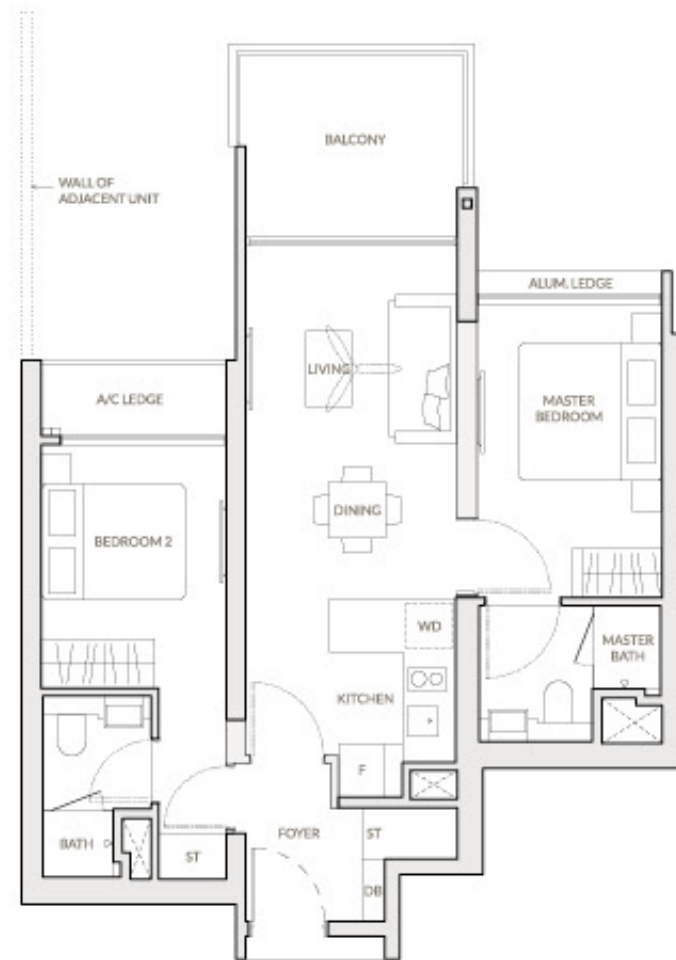 BALCONY
WALL OF
ADJACENT UNIT
ALUM. LEDGE
LIVING
A/C LEDGE
MASTER
BEDROOM
DINING
BEDROOM 2
WD
MASTER
BATH
KITCHEN
F
FOYER
ST
BATH
ST
DB